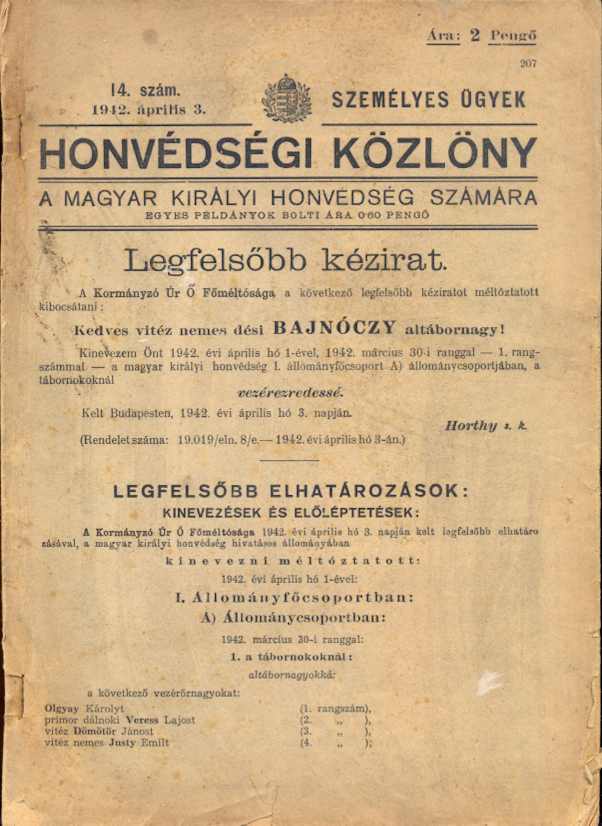 Ára: 2 Pengő
207
14. szám.
1942. április 3.
SZEMÉLYES ÜGYEK
HONVÉDSÉGI KÖZLÖNY
A MAGYAR KIRÁLYI HONVÉDSÉG SZÁMÁRA
EGYES PÉLDÁNYOK BOLTI ÁRA 0·60 PENGŐ
Legfelsőbb kézirat.
A Kormányzó Úr Ő Főméltósága a következő legfelsőbb kéziratot méltóztatott
kibocsátani:
Kedves vitéz nemes dési BAJNÓCZY altábornagy!
Kinevezem Önt 1942. évi április hó 1-ével, 1942. március 30-i ranggal — 1. rang-
számmal — a magyar királyi honvédség I. állományfőcsoport A) állománycsoportjában, a
tábornokoknál
vezérezredessé.
Kelt Budapesten, 1942. évi április hó 3. napján.
Horthy s. k.
(Rendelet száma: 19.019/eln. 8/e.— 1942. évi április hó 3-án.)
LEGFELSŐBB ELHATÁROZÁSOK:
KINEVEZÉSEK ÉS ELŐLÉPTETÉSEK:
A Kormányzó Úr Ő Főméltósága 1942. évi április hó 3. napján kelt legfelsőbb elhatáro
zásával, a magyar királyi honvédség hivatásos állományában
kinevezni méltóztatott:
1942. évi április hó 1-ével:
I. Állományfőcsoportban:
A) Állománycsoportban:
1942. március 30-i ranggal:
1. a tábornokoknál:
altábornagyokká:
a következő vezérőrnagyokat:
Olgyay Károlyt (1. rangszám),
primor dálnoki Veress Lajost (2. „ ),
vitéz Dömötör Jánost (3. „ ),
vitéz nemes Justy Emilt (4. „ );